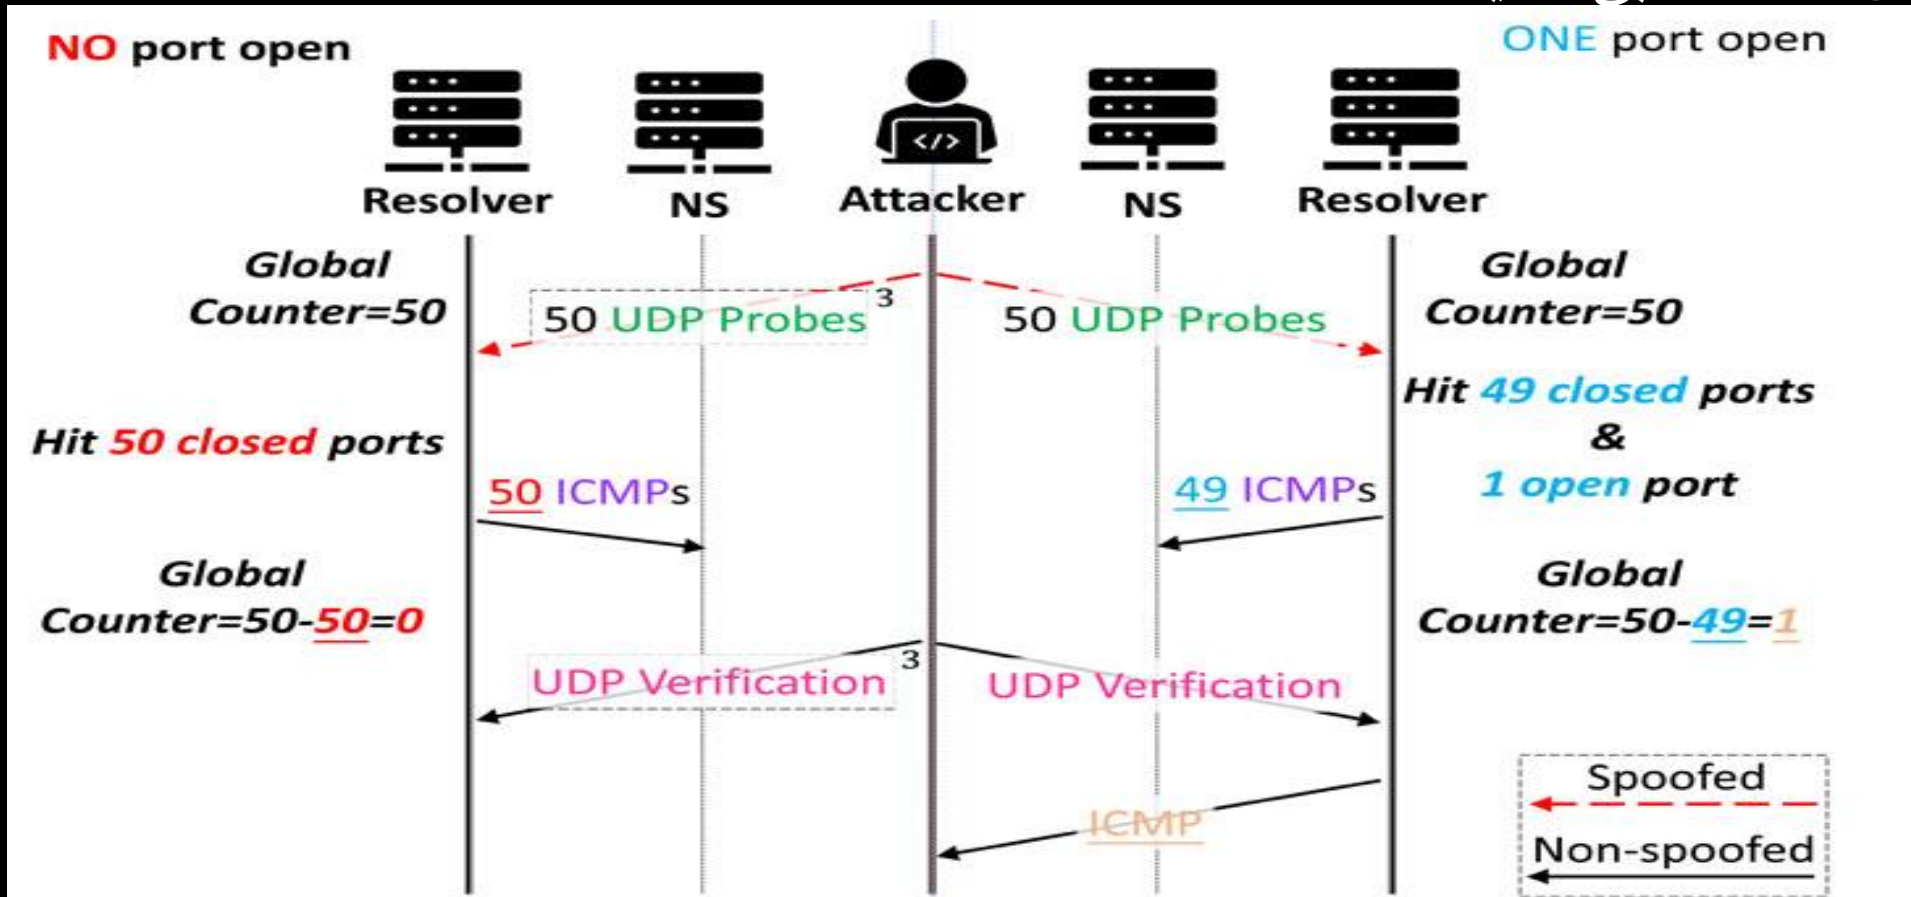 NO port open
ONE port open
Resolver
NS
Attacker
NS
Resolver
Global
Counter=50
50 UDP Probes 3
50 UDP Probes
Global
Counter=50
Hit 50 closed ports
Hit 49 closed ports
&
1 open port
50 ICMPs
49 ICMPs
Global
Counter=50-50=0
Global
Counter=50-49=1
UDP Verification 3
UDP Verification
ICMP
Spoofed
Non-spoofed